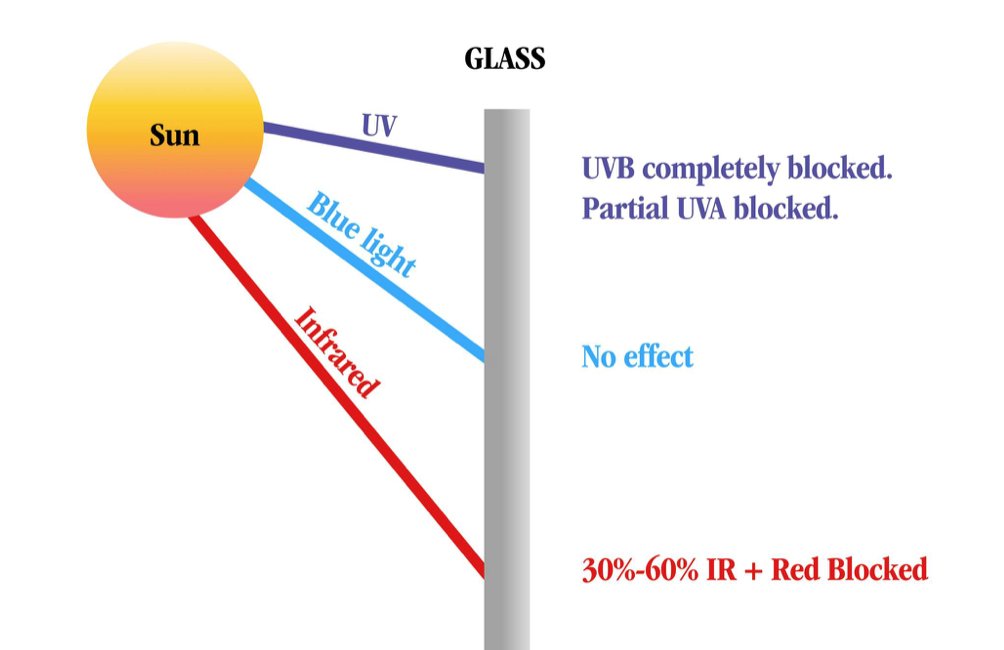 GLASS
Sun
UV
UVB completely blocked.
Partial UVA blocked.
Blue light
No effect
Infrared
30%-60% IR + Red Blocked